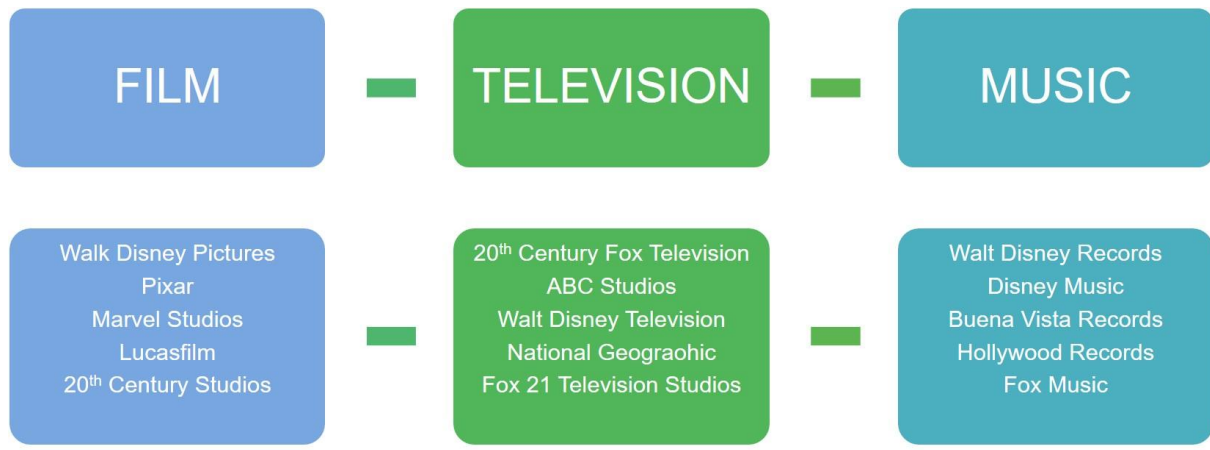 FILM
TELEVISION
MUSIC
Walk Disney Pictures
Pixar
Marvel Studios
Lucasfilm
20th Century Studios
20th Century Fox Television
ABC Studios
Walt Disney Television
National Geograohic
Fox 21 Television Studios
Walt Disney Records
Disney Music
Buena Vista Records
Hollywood Records
Fox Music